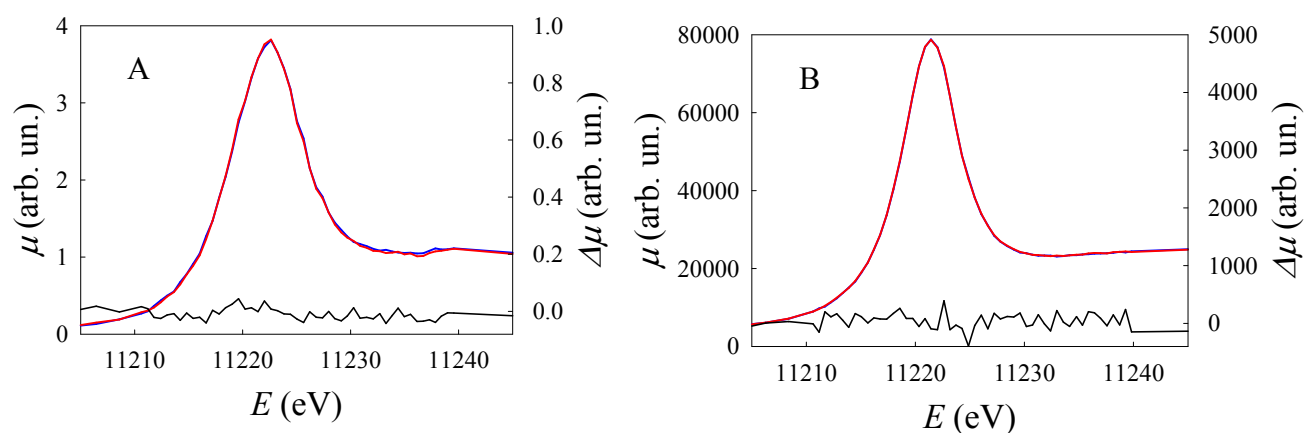 A
μ (arb. un.)
4
3
2
1
0
1.0
0.8
0.6
0.4
0.2
0.0
Δμ (arb. un.)
11210 11220 11230 11240
E (eV)
B
μ (arb. un.)
80000
60000
40000
20000
0
5000
4000
3000
2000
1000
0
Δμ (arb. un.)
11210 11220 11230 11240
E (eV)